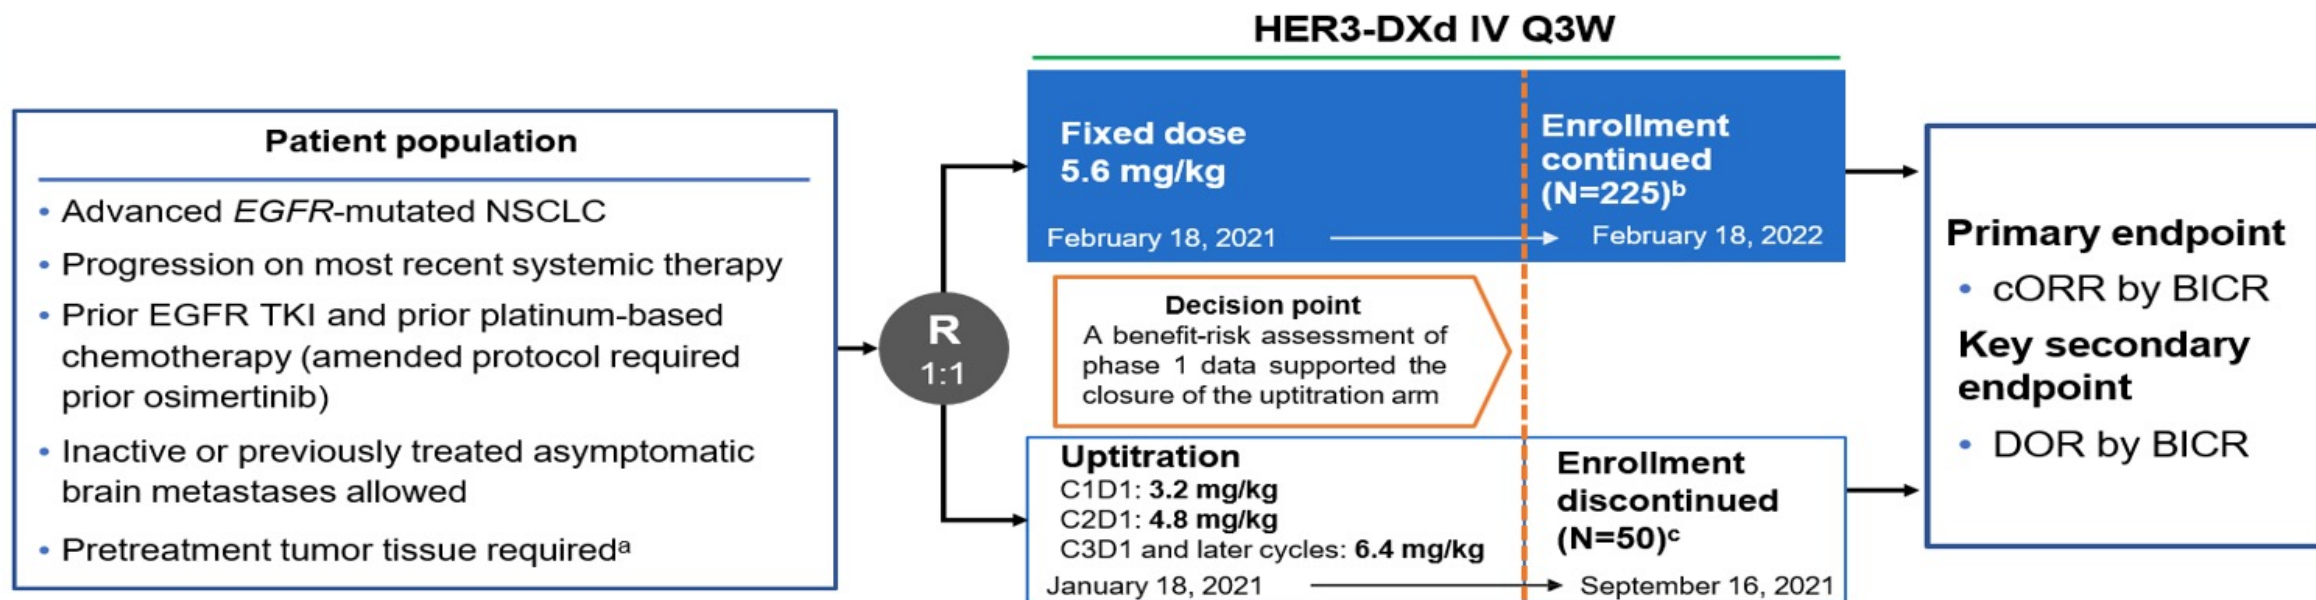 HER3-DXd IV Q3W
Patient population
• Advanced EGFR-mutated NSCLC
• Progression on most recent systemic therapy
• Prior EGFR TKI and prior platinum-based
chemotherapy (amended protocol required
prior osimertinib)
• Inactive or previously treated asymptomatic
brain metastases allowed
• Pretreatment tumor tissue requiredᵃ
R
1:1
Fixed dose
5.6 mg/kg
February 18, 2021
Enrollment
continued
(N=225)ᵇ
February 18, 2022
Decision point
A benefit-risk assessment of
phase 1 data supported the
closure of the uptitration arm
Uptitration
C1D1: 3.2 mg/kg
C2D1: 4.8 mg/kg
C3D1 and later cycles: 6.4 mg/kg
January 18, 2021
Enrollment
discontinued
(N=50)ᶜ
September 16, 2021
Primary endpoint
• cORR by BICR
Key secondary
endpoint
• DOR by BICR